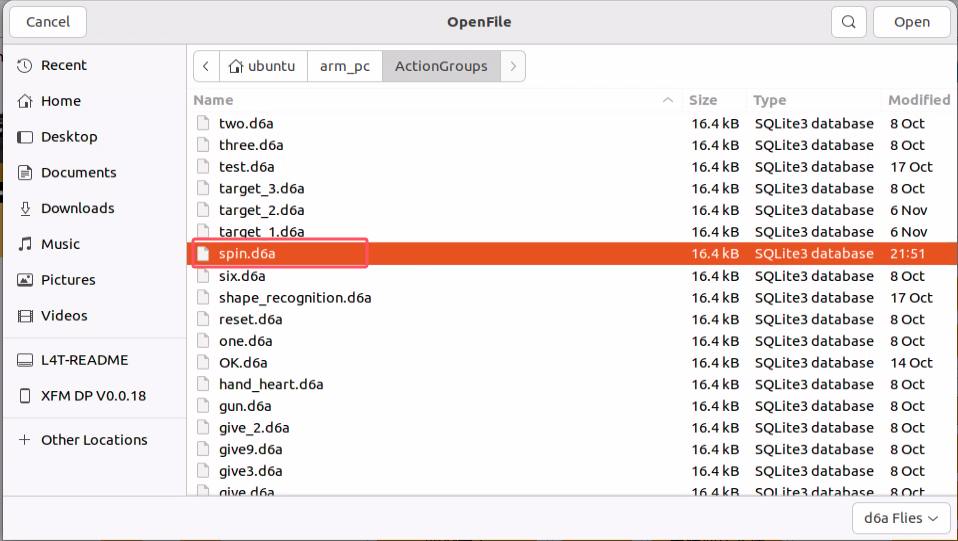 Cancel OpenFile Open
ubuntu arm_pc ActionGroups
Recent
Home
Desktop
Documents
Downloads
Music
Pictures
Videos
L4T-README
XFM DP V0.0.18
Other Locations
Name Size Type Modified
two.d6a 16.4 kB SQLite3 database 8 Oct
three.d6a 16.4 kB SQLite3 database 8 Oct
test.d6a 16.4 kB SQLite3 database 17 Oct
target_3.d6a 16.4 kB SQLite3 database 8 Oct
target_2.d6a 16.4 kB SQLite3 database 6 Nov
target_1.d6a 16.4 kB SQLite3 database 6 Nov
spin.d6a 16.4 kB SQLite3 database 21:51
six.d6a 16.4 kB SQLite3 database 8 Oct
shape_recognition.d6a 16.4 kB SQLite3 database 17 Oct
reset.d6a 16.4 kB SQLite3 database 8 Oct
one.d6a 16.4 kB SQLite3 database 8 Oct
OK.d6a 16.4 kB SQLite3 database 14 Oct
hand_heart.d6a 16.4 kB SQLite3 database 8 Oct
gun.d6a 16.4 kB SQLite3 database 8 Oct
give_2.d6a 16.4 kB SQLite3 database 8 Oct
give9.d6a 16.4 kB SQLite3 database 8 Oct
give3.d6a 16.4 kB SQLite3 database 8 Oct
give.d6a 16.4 kB SQLite3 database 8 Oct
d6a Flies